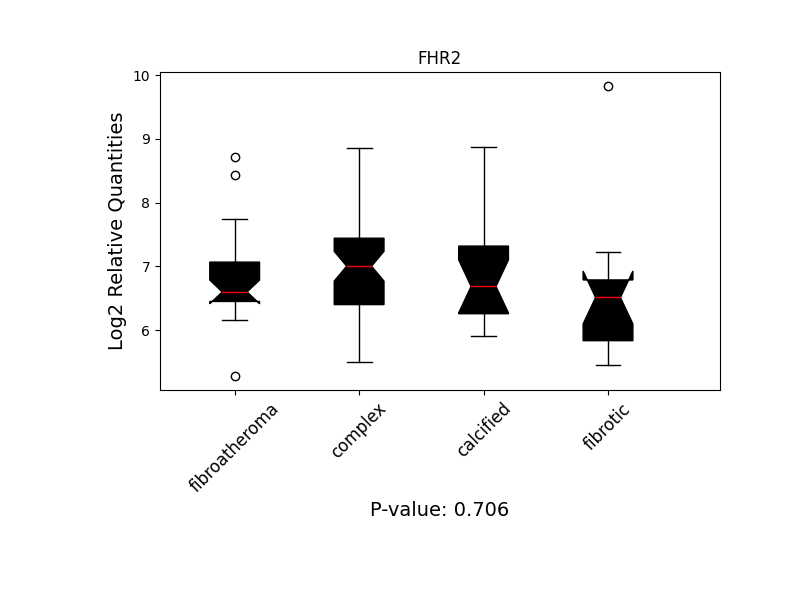 FHR2
Log2 Relative Quantities
10
9
8
7
6
fibroatheroma
complex
calcified
fibrotic
P-value: 0.706